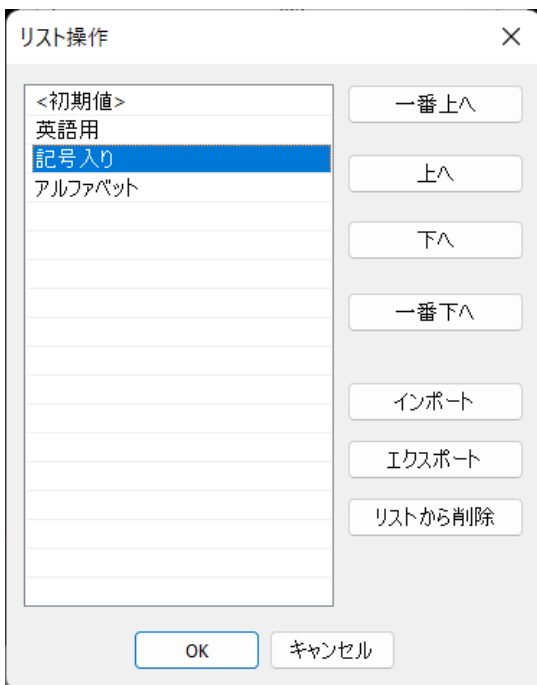 リスト操作
<初期値>
英語用
記号入り
アルファベット
一番上へ
上へ
下へ
一番下へ
インポート
エクスポート
リストから削除
OK
キャンセル